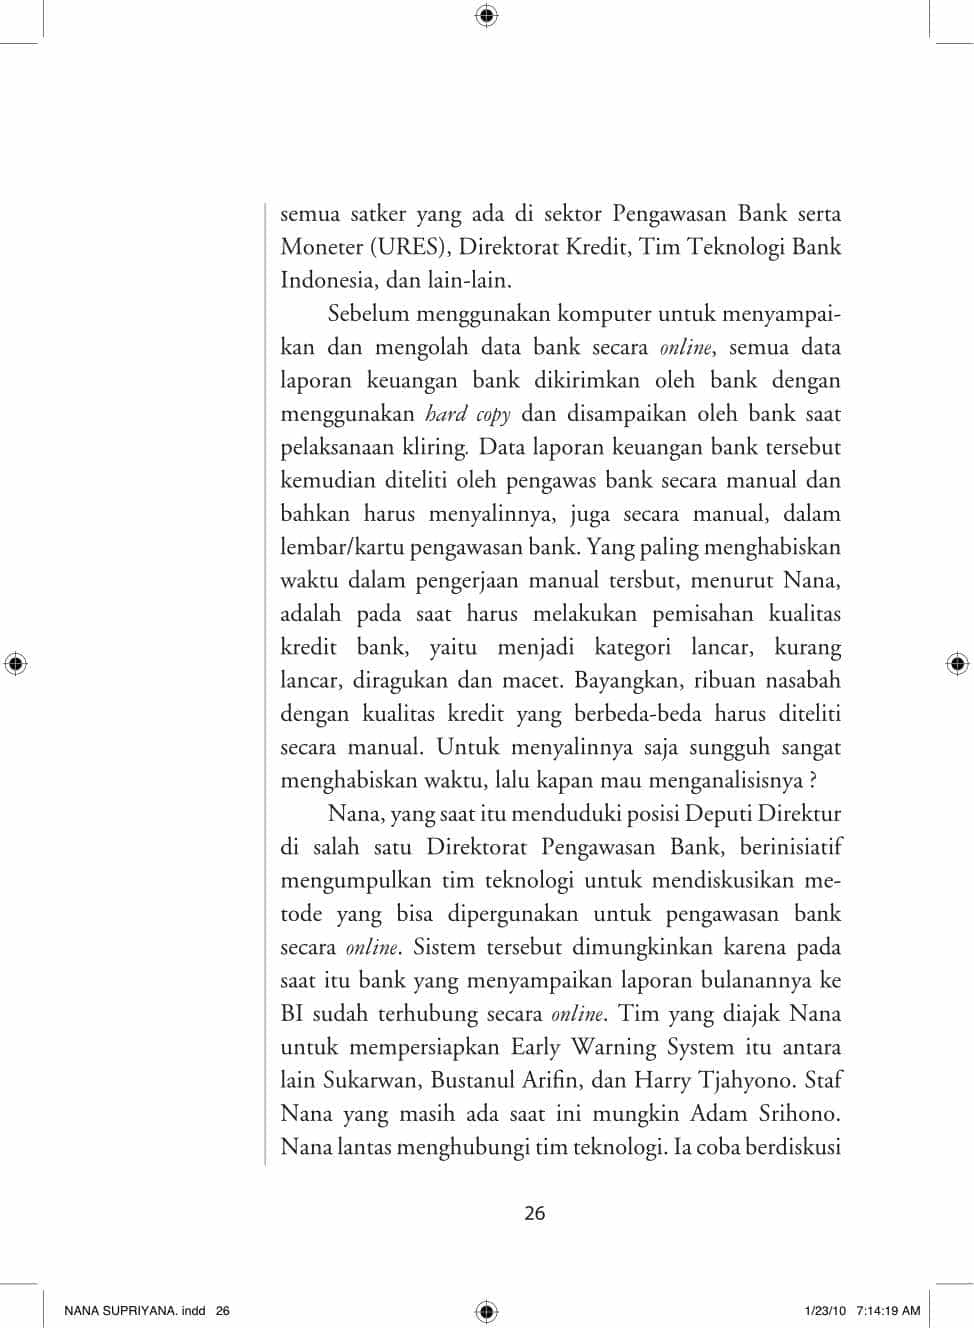 semua satker yang ada di sektor Pengawasan Bank serta
Moneter (URES), Direktorat Kredit, Tim Teknologi Bank
Indonesia, dan lain-lain.
Sebelum menggunakan komputer untuk menyampai-
kan dan mengolah data bank secara online, semua data
laporan keuangan bank dikirimkan oleh bank dengan
menggunakan hard copy dan disampaikan oleh bank saat
pelaksanaan kliring. Data laporan keuangan bank tersebut
kemudian diteliti oleh pengawas bank secara manual dan
bahkan harus menyalinnya, juga secara manual, dalam
lembar/kartu pengawasan bank. Yang paling menghabiskan
waktu dalam pengerjaan manual tersbut, menurut Nana,
adalah pada saat harus melakukan pemisahan kualitas
kredit bank, yaitu menjadi kategori lancar, kurang
lancar, diragukan dan macet. Bayangkan, ribuan nasabah
dengan kualitas kredit yang berbeda-beda harus diteliti
secara manual. Untuk menyalinnya saja sungguh sangat
menghabiskan waktu, lalu kapan mau menganalisisnya ?
Nana, yang saat itu menduduki posisi Deputi Direktur
di salah satu Direktorat Pengawasan Bank, berinisiatif
mengumpulkan tim teknologi untuk mendiskusikan me-
tode yang bisa dipergunakan untuk pengawasan bank
secara online. Sistem tersebut dimungkinkan karena pada
saat itu bank yang menyampaikan laporan bulanannya ke
BI sudah terhubung secara online. Tim yang diajak Nana
untuk mempersiapkan Early Warning System itu antara
lain Sukarwan, Bustanul Arifin, dan Harry Tjahyono. Staf
Nana yang masih ada saat ini mungkin Adam Srihono.
Nana lantas menghubungi tim teknologi. Ia coba berdiskusi
26
NANA SUPRIYANA. indd 26
1/23/10 7:14:19 AM